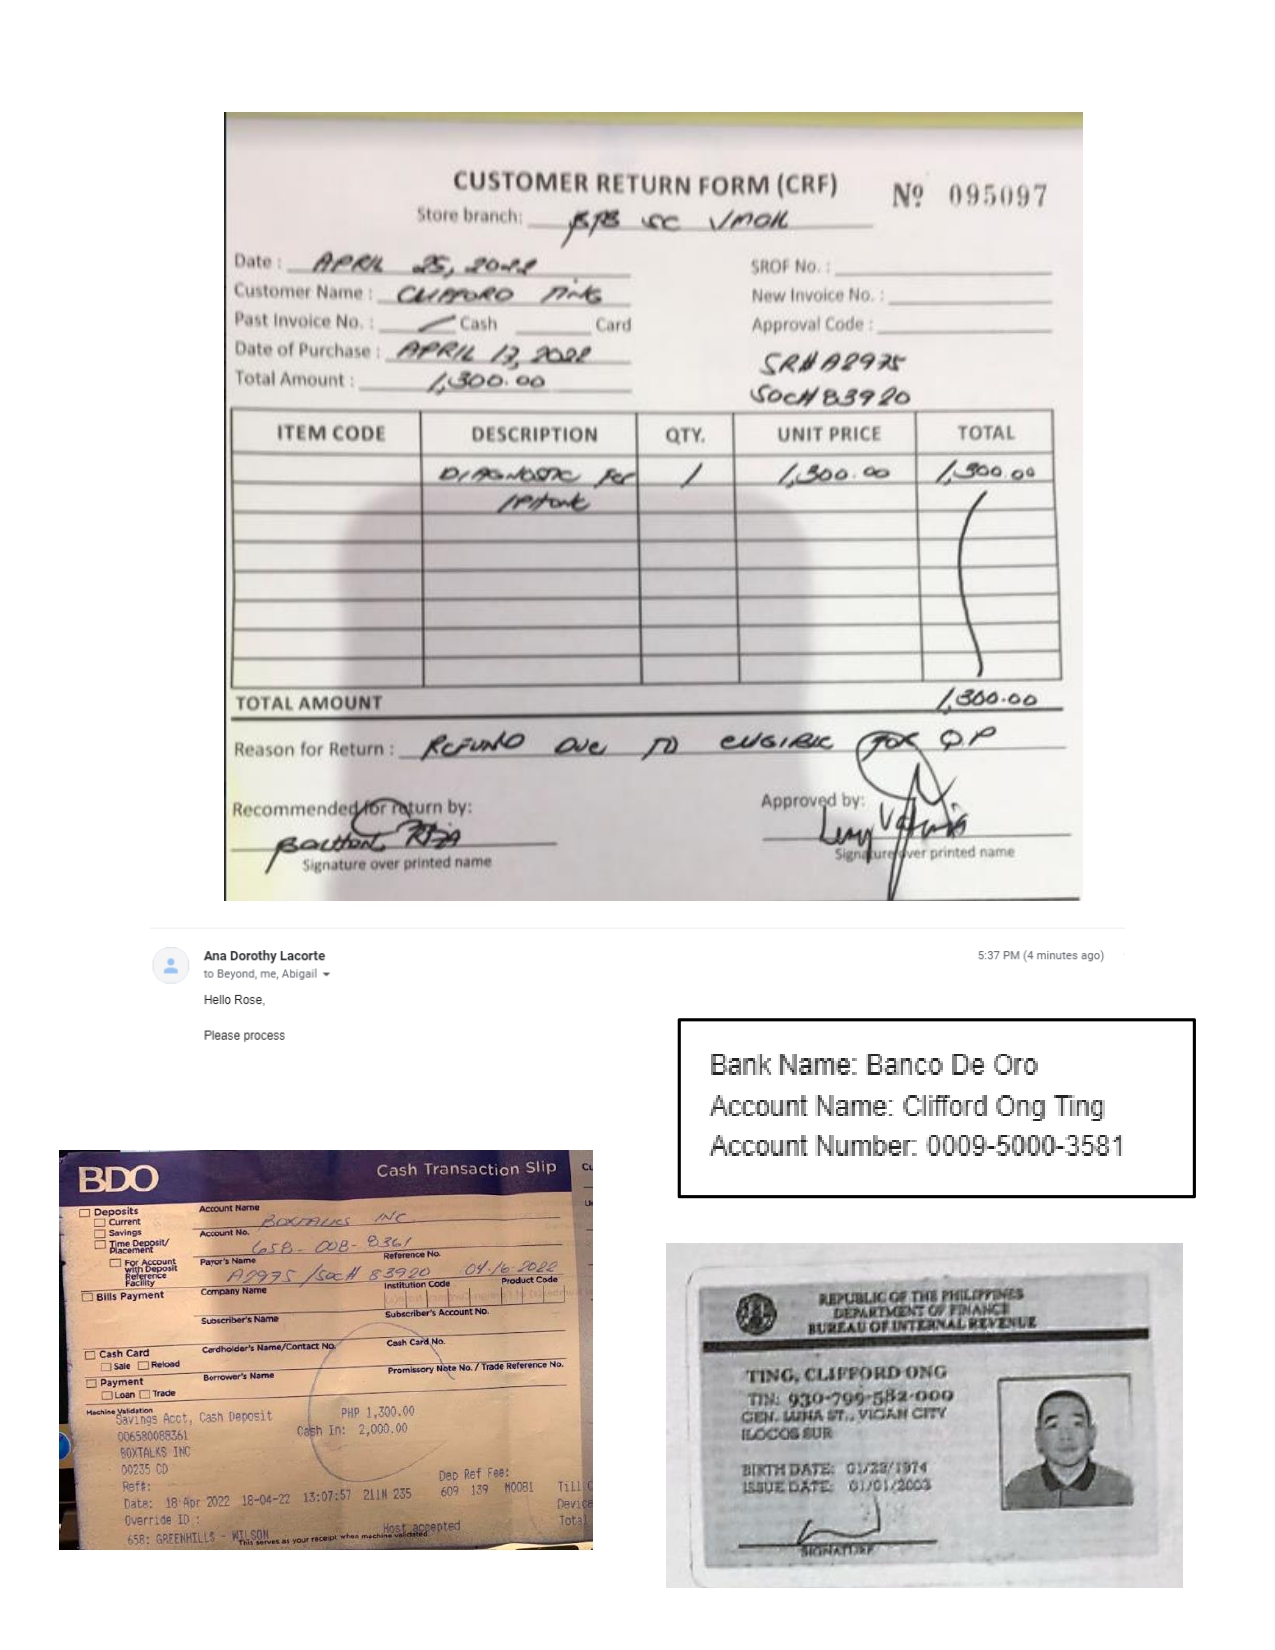 CUSTOMER RETURN FORM (CRF)
Nº 095097
Store branch: BTB SC VMALL
Date : APRIL 25, 2022
SROF No. :
Customer Name : CLIFFORD TING
New Invoice No. :
Past Invoice No. : Cash Card
Approval Code :
Date of Purchase : APRIL 13, 2022
SR# A2975
Total Amount : 1,300.00
SOC# 83920
ITEM CODE DESCRIPTION QTY. UNIT PRICE TOTAL
DIAGNOSTIC FEE 1 1,300.00 1,300.00
IPHONE
TOTAL AMOUNT 1,300.00
Reason for Return : REFUND DUE TO FOR QP
Recommended for return by:
Approved by:
Signature over printed name
Signature over printed name
Ana Dorothy Lacorte
5:37 PM (4 minutes ago)
to Beyond, me, Abigail
Hello Rose,
Please process
Bank Name: Banco De Oro
Account Name: Clifford Ong Ting
Account Number: 0009-5000-3581
BDO
Cash Transaction Slip
Deposits
Current
Savings
Time Deposit/
Placement
For Account
with Deposit
Reference
Facility
Bills Payment
Cash Card
Sale Reload
Payment
Loan Trade
Account Name
BOXTALKS INC
Account No.
658-008-8361
Payor's Name
Reference No.
A2975 /SOC# 83920 04-16-2022
Company Name
Institution Code Product Code
Subscriber's Name
Subscriber's Account No.
Cardholder's Name/Contact No.
Cash Card No.
Borrower's Name
Promissory Note No. / Trade Reference No.
Machine Validation
Savings Acct, Cash Deposit PHP 1,300.00
006580088361 Cash In: 2,000.00
BOXTALKS INC
00235 CD
Ref#: Dep Ref Fee:
Date: 18 Apr 2022 18-04-22 13:07:57 211N 235 609 139 M0081 Till
Override ID : Host accepted
658: GREENHILLS - WILSON
This serves as your receipt when machine validated.
REPUBLIC OF THE PHILIPPINES
DEPARTMENT OF FINANCE
BUREAU OF INTERNAL REVENUE
TING, CLIFFORD ONG
TIN: 930-799-582-000
GEN. LUNA ST., VIGAN CITY
ILOCOS SUR
BIRTH DATE: 01/28/1974
ISSUE DATE: 01/01/2003
SIGNATURE